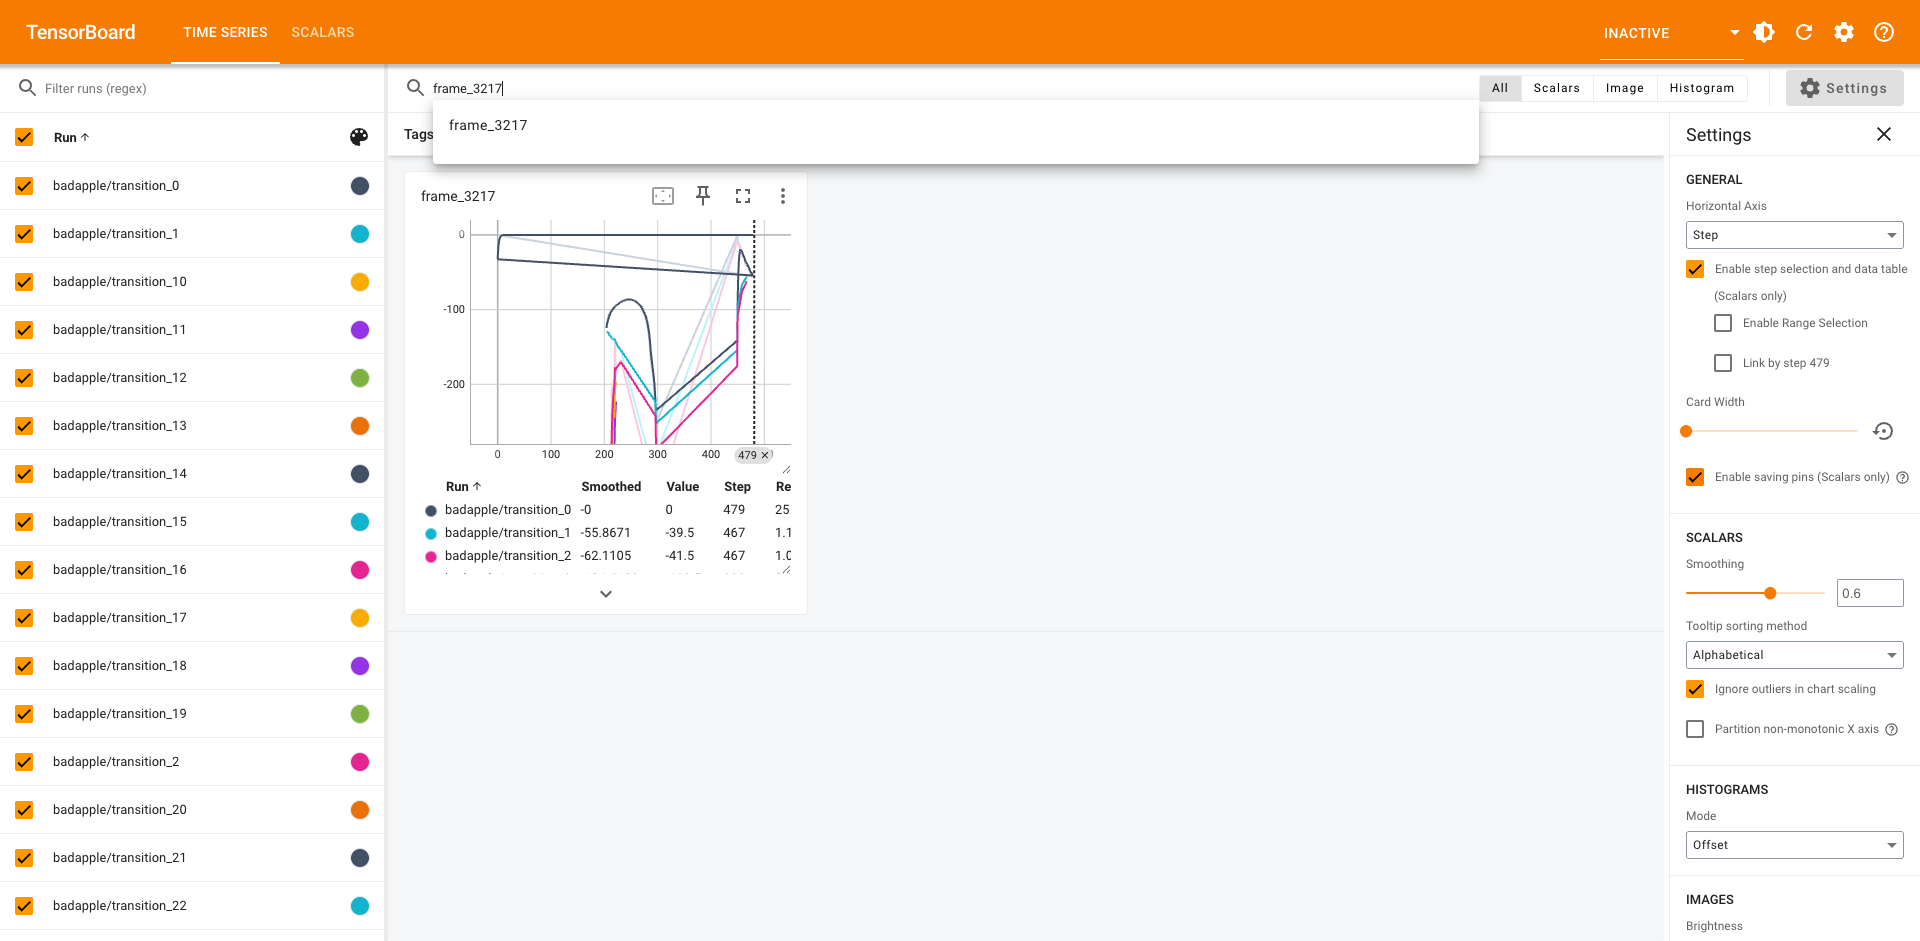 TensorBoard
TIME SERIES
SCALARS
INACTIVE
Filter runs (regex)
frame_3217
All
Scalars
Image
Histogram
Settings
frame_3217
Run
Tags
Settings
badapple/transition_0
badapple/transition_1
badapple/transition_10
badapple/transition_11
badapple/transition_12
badapple/transition_13
badapple/transition_14
badapple/transition_15
badapple/transition_16
badapple/transition_17
badapple/transition_18
badapple/transition_19
badapple/transition_2
badapple/transition_20
badapple/transition_21
badapple/transition_22
frame_3217
0
-100
-200
0 100 200 300 400 479
Run Smoothed Value Step Re
badapple/transition_0 -0 0 479 25
badapple/transition_1 -55.8671 -39.5 467 1.1
badapple/transition_2 -62.1105 -41.5 467 1.0
GENERAL
Horizontal Axis
Step
Enable step selection and data table
(Scalars only)
Enable Range Selection
Link by step 479
Card Width
Enable saving pins (Scalars only)
SCALARS
Smoothing
0.6
Tooltip sorting method
Alphabetical
Ignore outliers in chart scaling
Partition non-monotonic X axis
HISTOGRAMS
Mode
Offset
IMAGES
Brightness